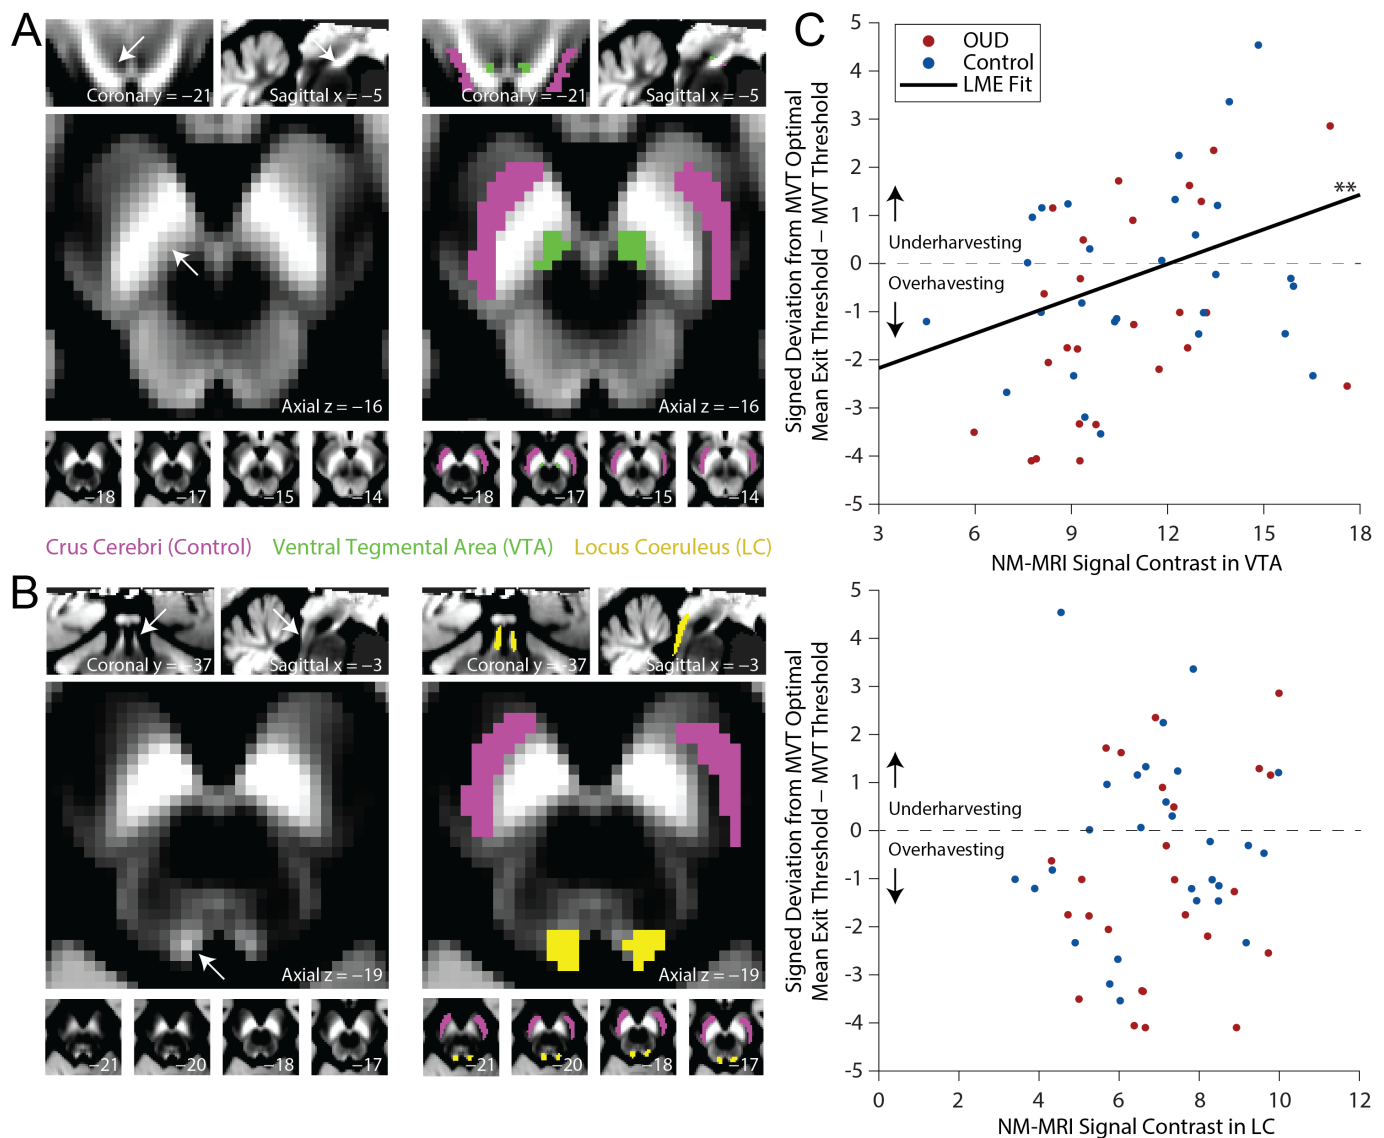 A
Coronal y = −21
Sagittal x = −5
Coronal y = −21
Sagittal x = −5
Axial z = −16
Axial z = −16
−18
−17
−15
−14
−18
−17
−15
−14
Crus Cerebri (Control)
Ventral Tegmental Area (VTA)
Locus Coeruleus (LC)
B
Coronal y = −37
Sagittal x = −3
Coronal y = −37
Sagittal x = −3
Axial z = −19
Axial z = −19
−21
−20
−18
−17
−21
−20
−18
−17
C
Signed Deviation from MVT Optimal
Mean Exit Threshold – MVT Threshold
5
4
3
2
1
0
-1
-2
-3
-4
-5
OUD
Control
LME Fit
**
Underharvesting
Overhavesting
3
6
9
12
15
18
NM-MRI Signal Contrast in VTA
Signed Deviation from MVT Optimal
Mean Exit Threshold – MVT Threshold
5
4
3
2
1
0
-1
-2
-3
-4
-5
Underharvesting
Overhavesting
0
2
4
6
8
10
12
NM-MRI Signal Contrast in LC